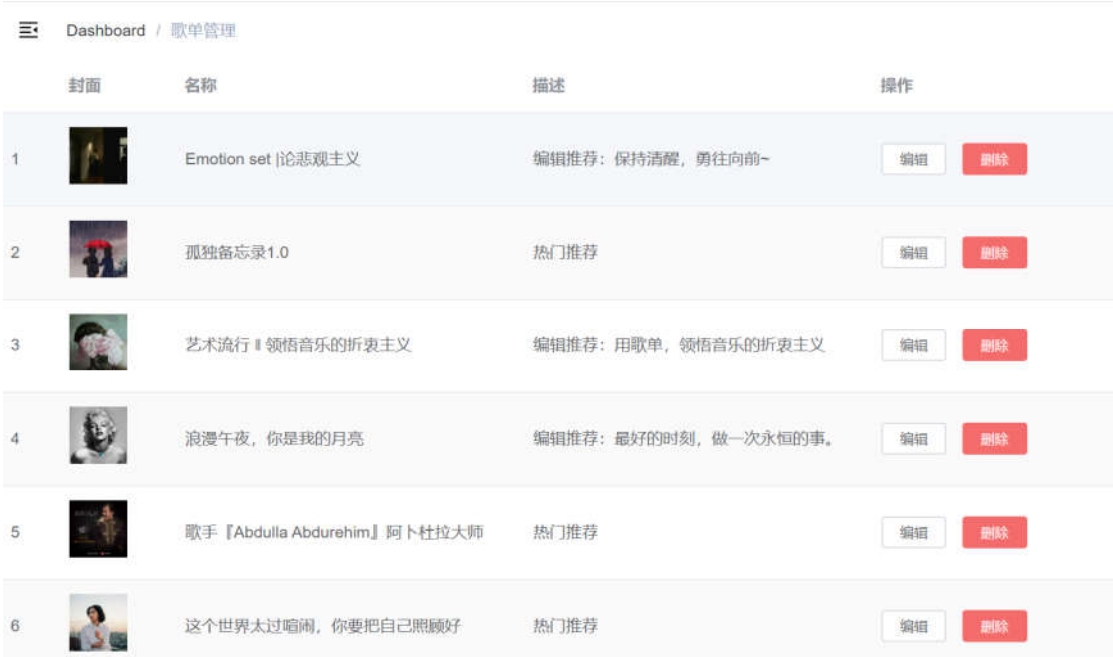 Dashboard / 歌单管理
封面 名称 描述 操作
1 Emotion set |论悲观主义 编辑推荐：保持清醒，勇往向前~ 编辑 删除
2 孤独备忘录1.0 热门推荐 编辑 删除
3 艺术流行 ‖ 领悟音乐的折衷主义 编辑推荐：用歌单，领悟音乐的折衷主义 编辑 删除
4 浪漫午夜，你是我的月亮 编辑推荐：最好的时刻，做一次永恒的事。 编辑 删除
5 歌手『Abdulla Abdurehim』阿卜杜拉大师 热门推荐 编辑 删除
6 这个世界太过喧闹，你要把自己照顾好 热门推荐 编辑 删除